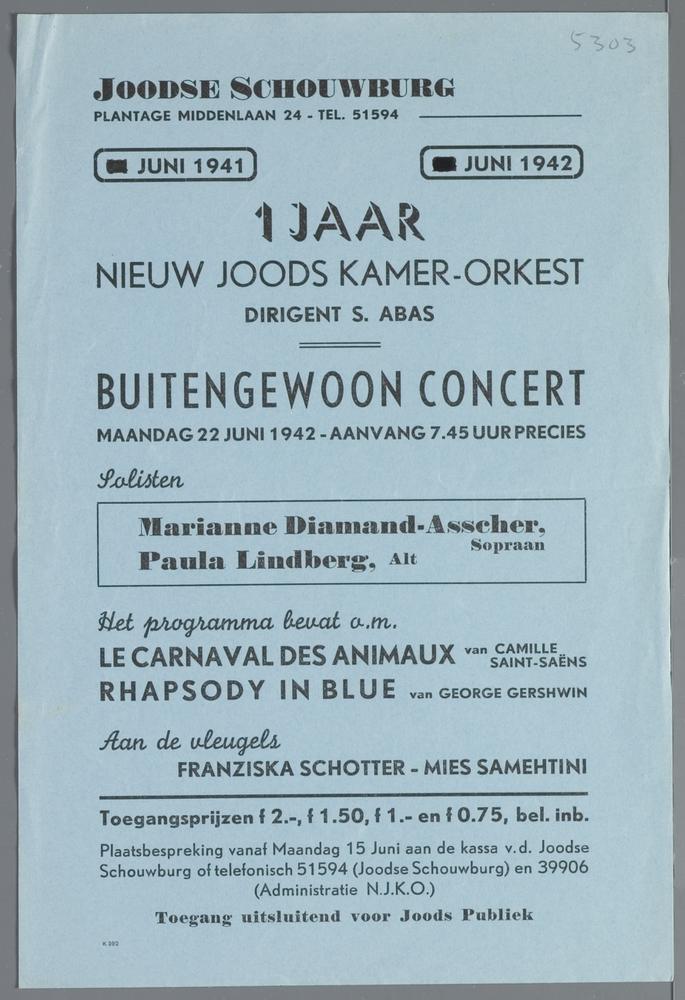 5303
JOODSE SCHOUWBURG
PLANTAGE MIDDENLAAN 24 - TEL. 51594
JUNI 1941
JUNI 1942
1 JAAR
NIEUW JOODS KAMER-ORKEST
DIRIGENT S. ABAS
BUITENGEWOON CONCERT
MAANDAG 22 JUNI 1942 - AANVANG 7.45 UUR PRECIES
Solisten
Marianne Diamand-Asscher,
Sopraan
Paula Lindberg, Alt
Het programma bevat o.m.
LE CARNAVAL DES ANIMAUX van CAMILLE
SAINT-SAËNS
RHAPSODY IN BLUE van GEORGE GERSHWIN
Aan de vleugels
FRANZISKA SCHOTTER - MIES SAMEHTINI
Toegangsprijzen f 2.-, f 1.50, f 1.- en f 0.75, bel. inb.
Plaatsbespreking vanaf Maandag 15 Juni aan de kassa v.d. Joodse
Schouwburg of telefonisch 51594 (Joodse Schouwburg) en 39906
(Administratie N.J.K.O.)
Toegang uitsluitend voor Joods Publiek